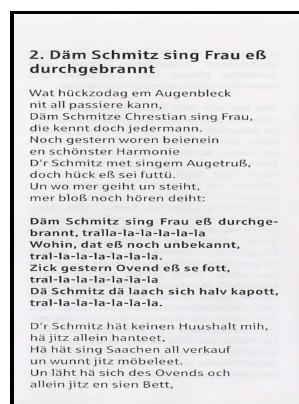 2. Däm Schmitz sing Frau eß
durchgebrannt
Wat hückzodag em Augenbleck
nit all passiere kann,
Däm Schmitze Chrestian sing Frau,
die kennt doch jedermann.
Noch gestern woren beienein
en schönster Harmonie
D'r Schmitz met singem Augetruß,
doch hück eß sei futtü.
Un wo mer geiht un steiht,
mer bloß noch hören deiht:
Däm Schmitz sing Frau eß durchge-
brannt, tralla-la-la-la-la-la
Wohin, dat eß noch unbekannt,
tral-la-la-la-la-la-la.
Zick gestern Ovend eß se fott,
tral-la-la-la-la-la-la
Dä Schmitz dä laach sich halv kapott,
tral-la-la-la-la-la-la.
D'r Schmitz hät keinen Huushalt mih,
hä jitz allein hanteet,
Hä hät sing Saachen all verkauf
un wunnt jitz möbeleet.
Un läht hä sich des Ovends och
allein jitz en sien Bett,